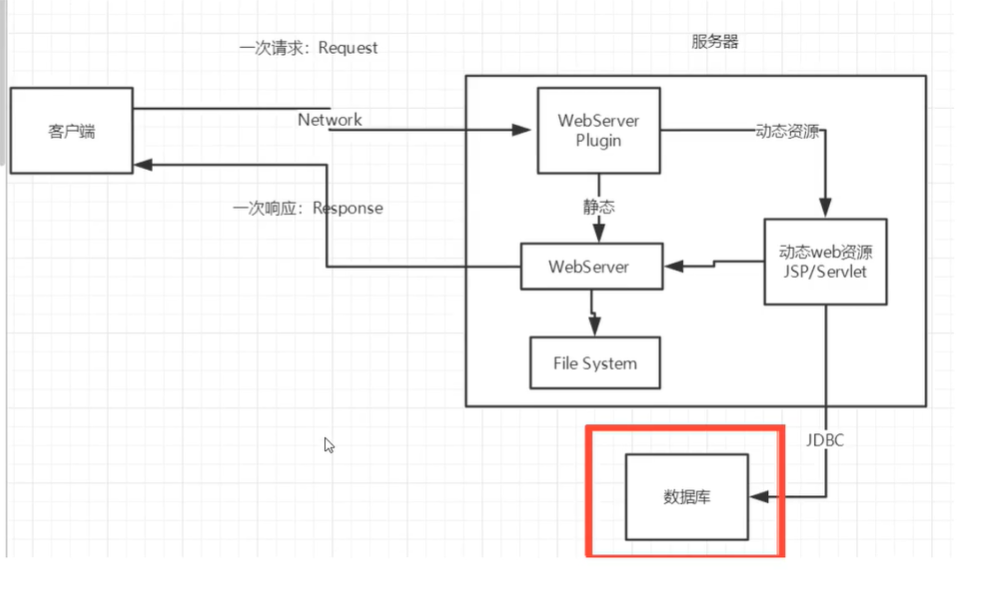 一次请求：Request
服务器
客户端
Network
WebServer
Plugin
动态资源
一次响应：Response
静态
WebServer
动态web资源
JSP/Servlet
File System
JDBC
数据库